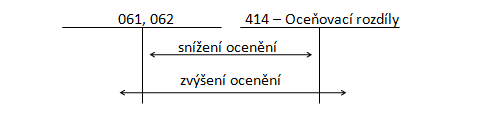 061, 062 414 – Oceňovací rozdíly
snížení ocenění
zvýšení ocenění